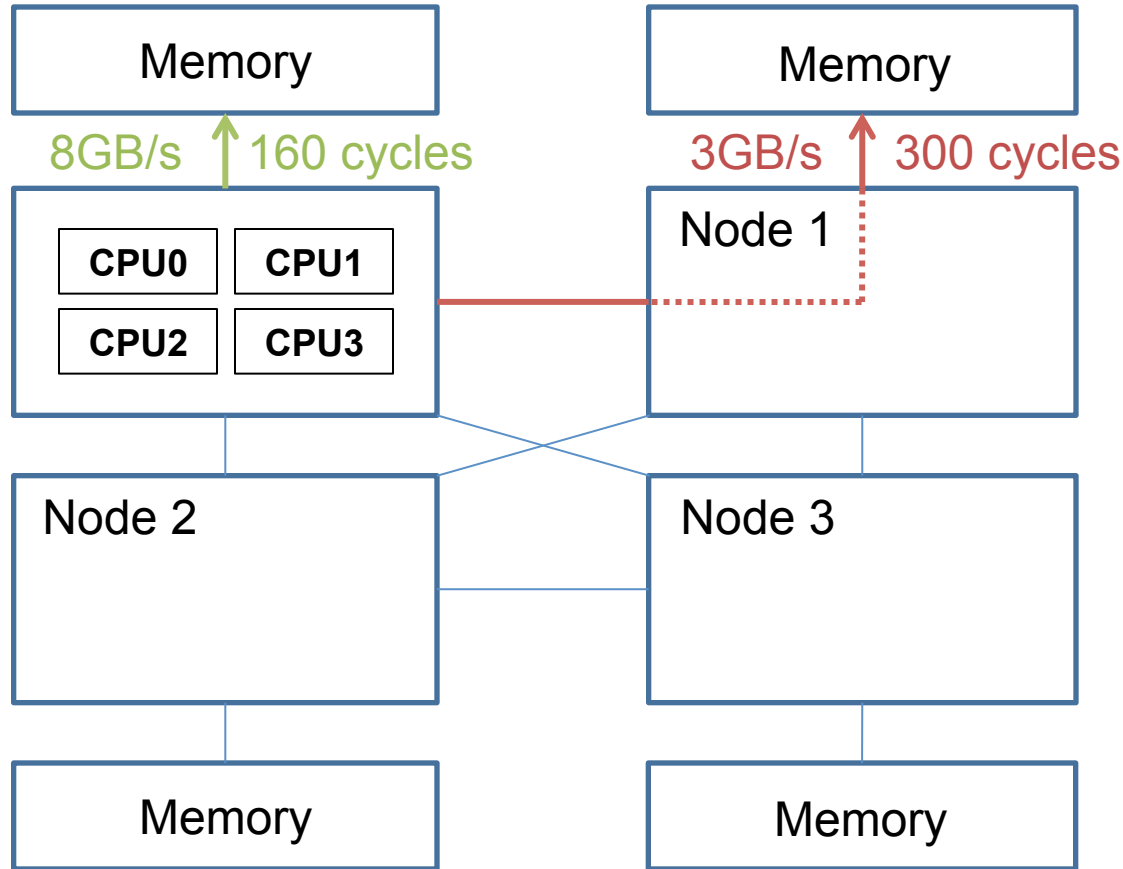 Memory
Memory
8GB/s 160 cycles
3GB/s 300 cycles
CPU0 CPU1
CPU2 CPU3
Node 1
Node 2
Node 3
Memory
Memory